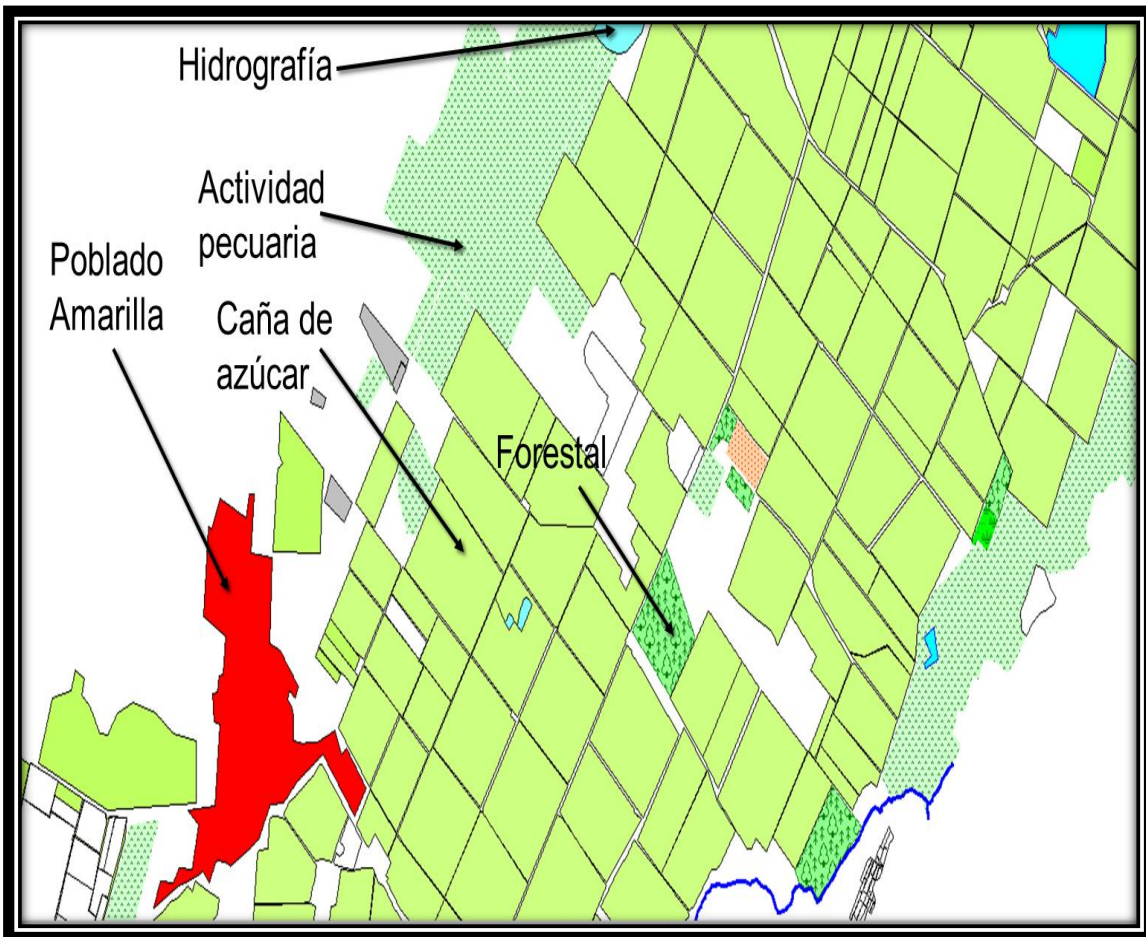 Hidrografía
Actividad
pecuaria
Poblado
Amarilla
Caña de
azúcar
Forestal